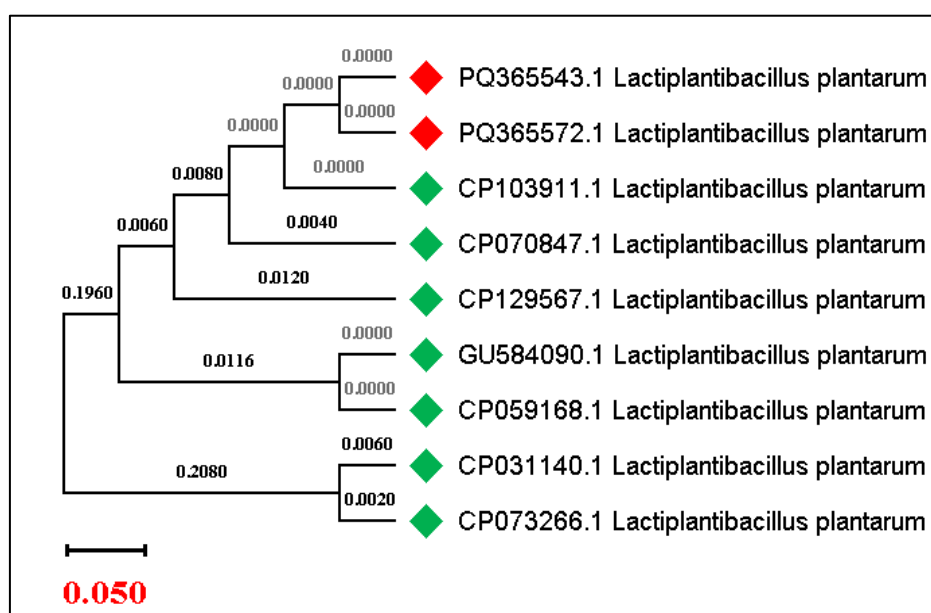 0.0000
PQ365543.1 Lactiplantibacillus plantarum
0.0000
0.0000
PQ365572.1 Lactiplantibacillus plantarum
0.0000
0.0000
CP103911.1 Lactiplantibacillus plantarum
0.0080
0.0040
CP070847.1 Lactiplantibacillus plantarum
0.0060
0.0120
CP129567.1 Lactiplantibacillus plantarum
0.1960
0.0000
GU584090.1 Lactiplantibacillus plantarum
0.0116
0.0000
CP059168.1 Lactiplantibacillus plantarum
0.0060
CP031140.1 Lactiplantibacillus plantarum
0.2080
0.0020
CP073266.1 Lactiplantibacillus plantarum
0.050